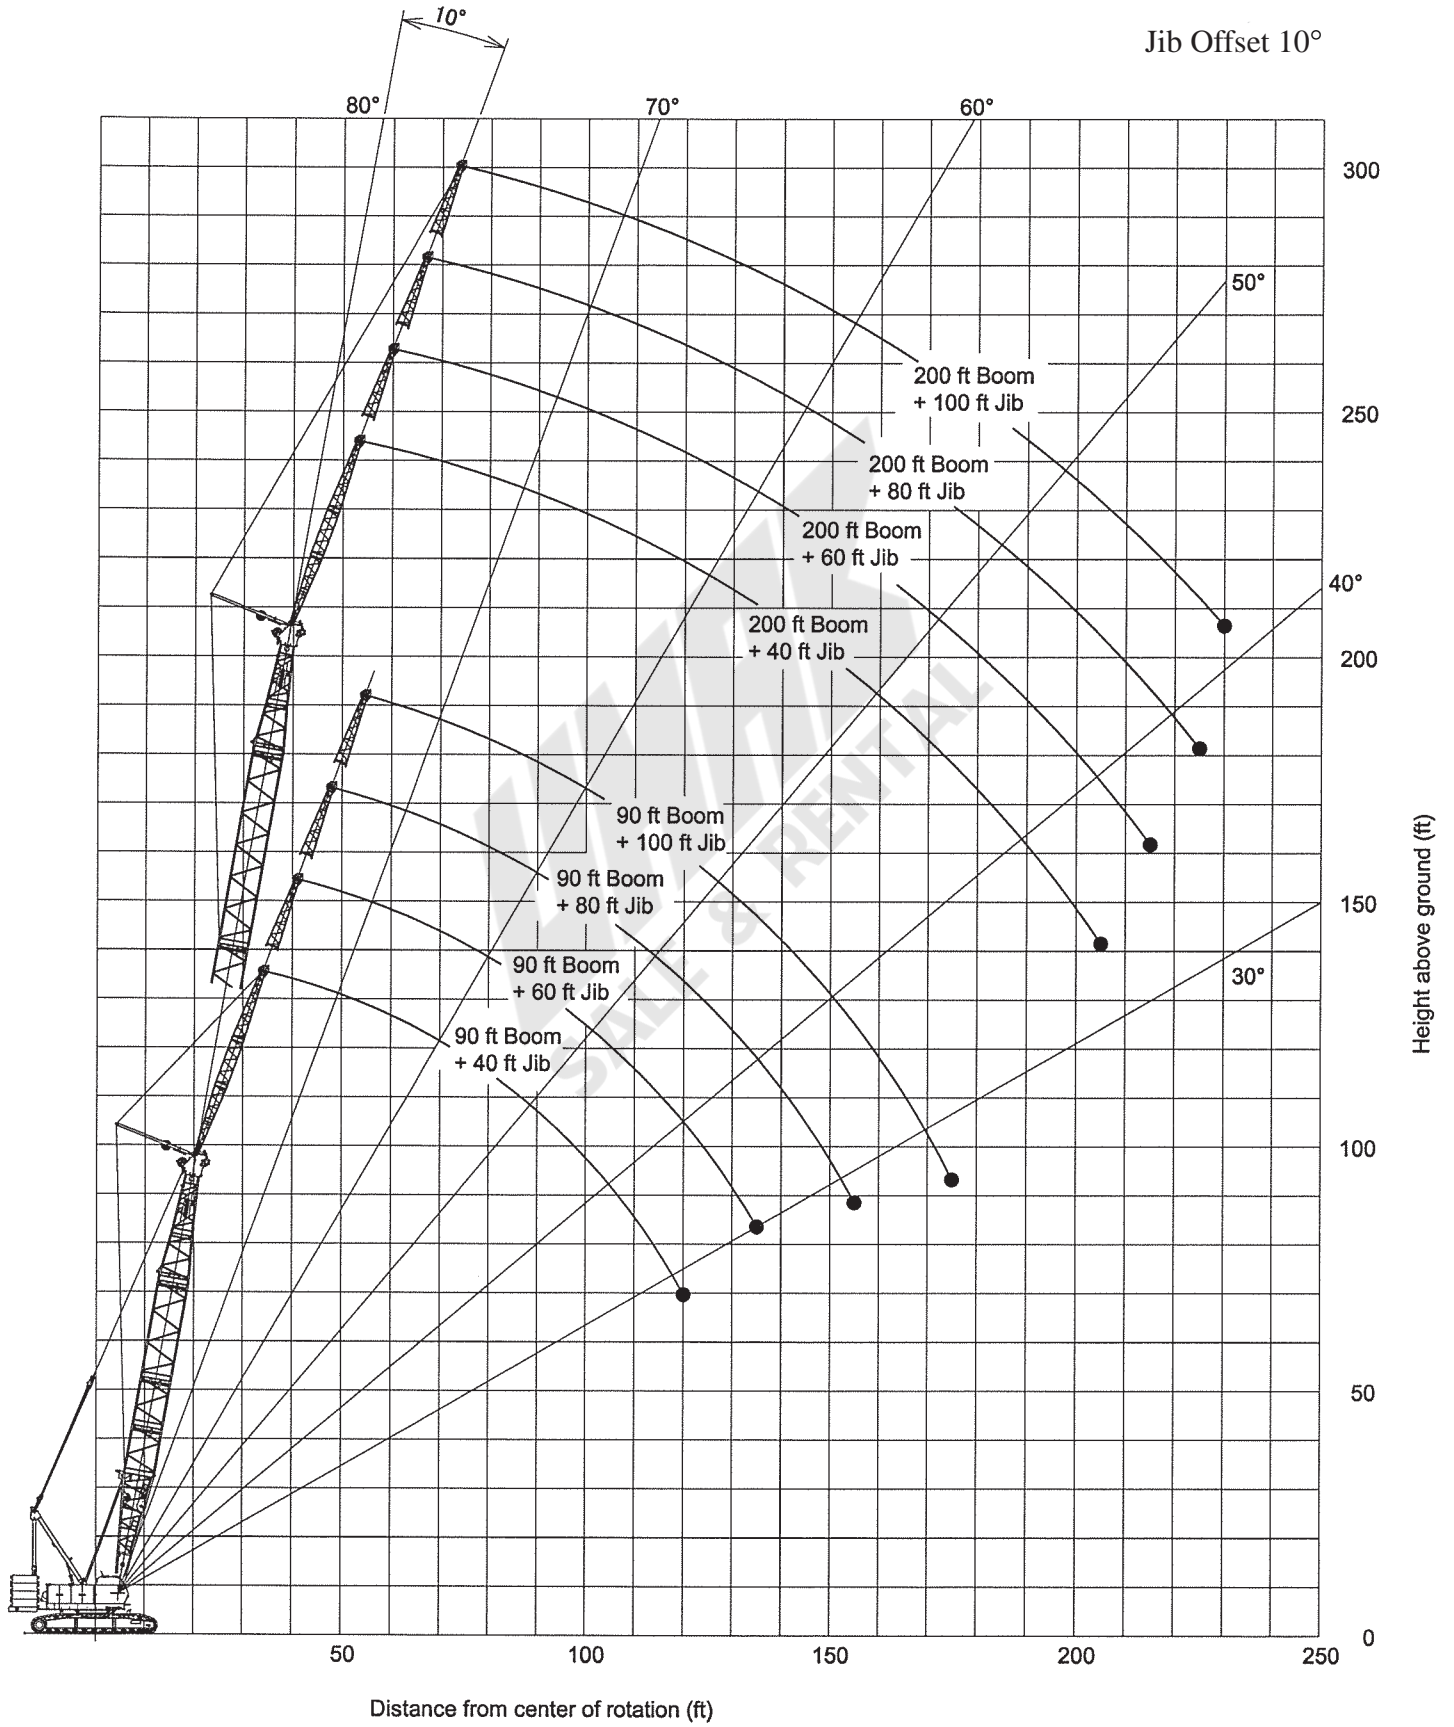 10°
Jib Offset 10°
80°
70°
60°
300
50°
200 ft Boom
+ 100 ft Jib
250
200 ft Boom
+ 80 ft Jib
200 ft Boom
+ 60 ft Jib
40°
200 ft Boom
+ 40 ft Jib
200
90 ft Boom
+ 100 ft Jib
90 ft Boom
+ 80 ft Jib
150
90 ft Boom
+ 60 ft Jib
30°
90 ft Boom
+ 40 ft Jib
SALE & RENTAL
Height above ground (ft)
100
50
0
50
100
150
200
250
Distance from center of rotation (ft)